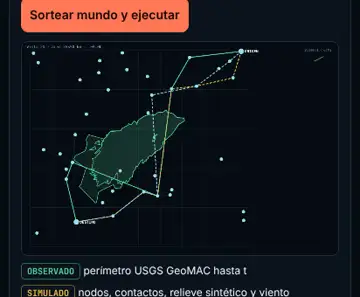 Sortear mundo y ejecutar
OBSERVADO perímetro USGS GeoMAC hasta t
SIMULADO nodos, contactos, relieve sintético y viento